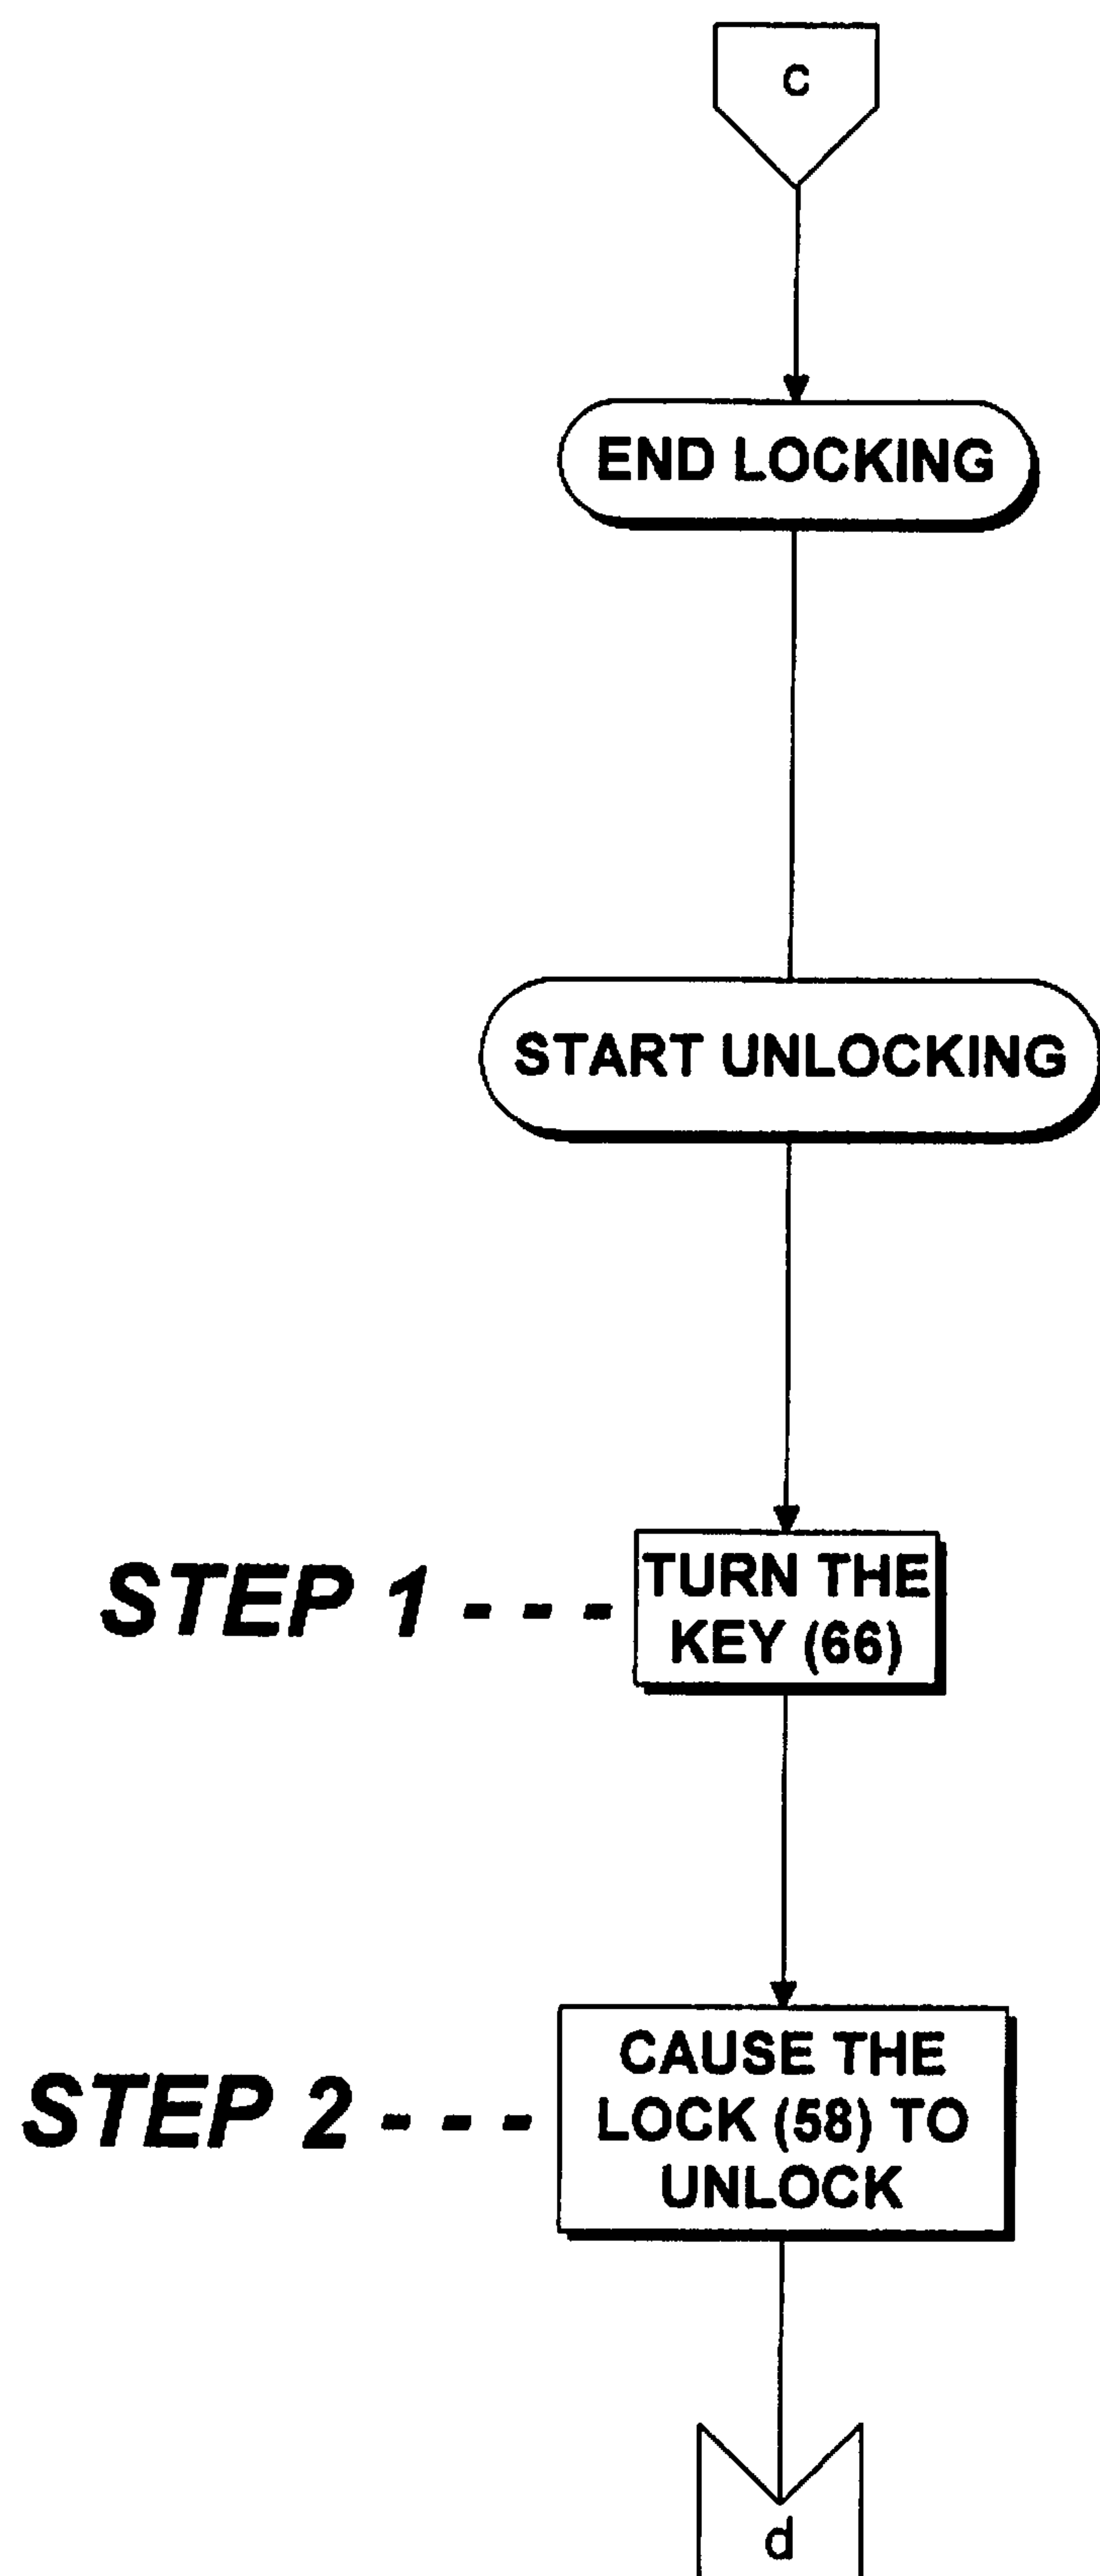 c
END LOCKING
START UNLOCKING
STEP 1 - - -
TURN THE
KEY (66)
STEP 2 - - -
CAUSE THE
LOCK (58) TO
UNLOCK
d